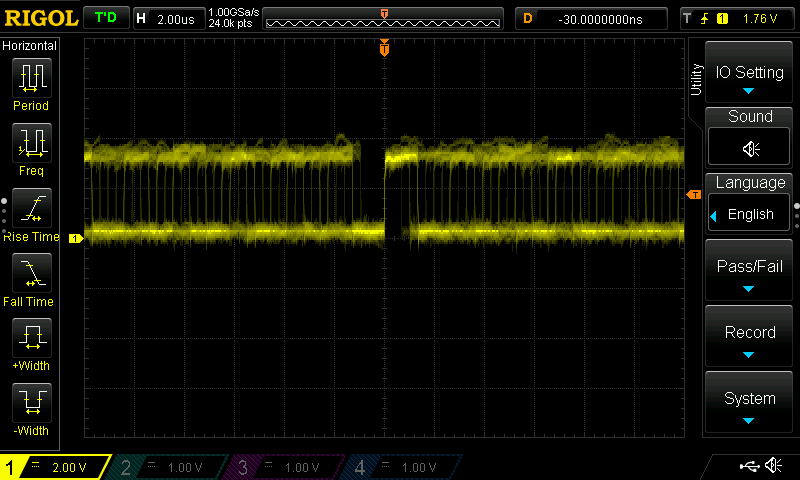 RIGOL T'D H 2.00us 1.00GSa/s 24.0k pts T D -30.0000000ns T 1 1.76 V
Horizontal
Period
Freq
Rise Time
Fall Time
+Width
-Width
T
T
1
Utility
IO Setting
Sound
Language
English
Pass/Fail
Record
System
1 2.00 V 2 1.00 V 3 1.00 V 4 1.00 V